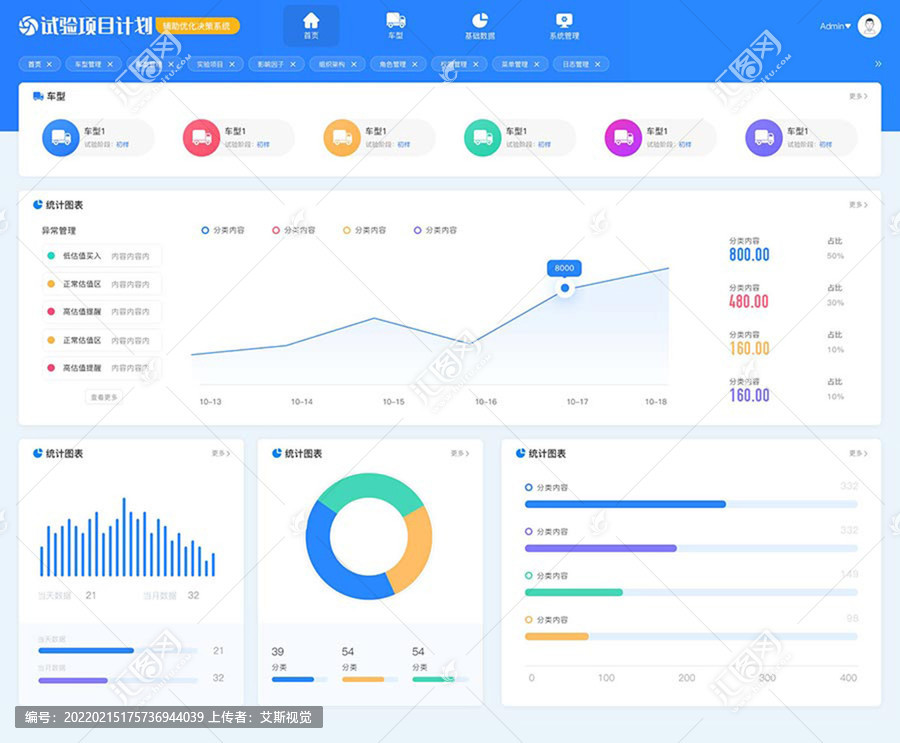 试验项目计划 辅助优化决策系统
首页 车型 基础数据 系统管理
Admin
首页 车型管理 实验项目 影响因子 组织架构 角色管理 权限管理 菜单管理 日志管理
车型 更多
车型1 车型1 车型1 车型1 车型1 车型1
试验阶段：初样 试验阶段：初样 试验阶段：初样 试验阶段：初样 试验阶段：初样 试验阶段：初样
统计图表 更多
异常管理
低估值买入 内容内容内
正常估值区 内容内容内
高估值提醒 内容内容内
正常估值区 内容内容内
高估值提醒 内容内容内
查看更多
分类内容 分类内容 分类内容 分类内容
8000
10-13 10-14 10-15 10-16 10-17 10-18
分类内容 占比
800.00 50%
分类内容 占比
480.00 30%
分类内容 占比
160.00 10%
分类内容 占比
160.00 10%
统计图表 更多
当天数据 21 当月数据 32
当天数据 21
当月数据 32
统计图表 更多
39 54 54
分类 分类 分类
统计图表 更多
分类内容 332
分类内容 332
分类内容 149
分类内容 98
0 100 200 300 400
汇图网
www.huitu.com
编号：20220215175736944039 上传者：艾斯视觉